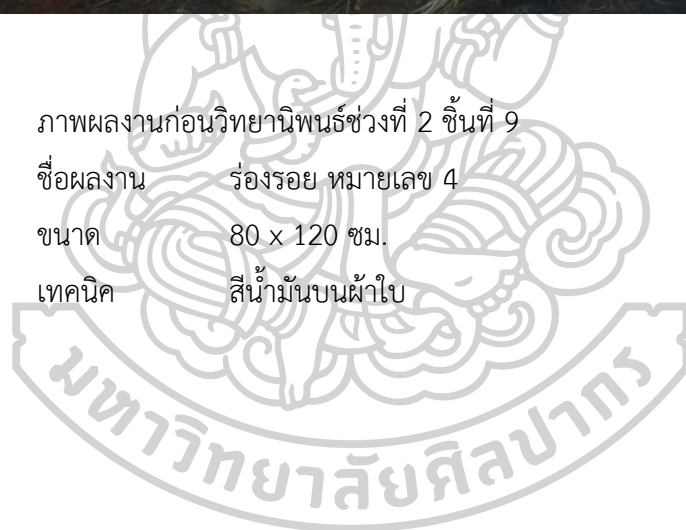 ภาพผลงานก่อนวิทยานิพนธ์ช่วงที่ 2 ชิ้นที่ 9
ชื่อผลงาน ร่องรอย หมายเลข 4
ขนาด 80 x 120 ซม.
เทคนิค สีน้ำมันบนผ้าใบ
มหาวิทยาลัยศิลปากร